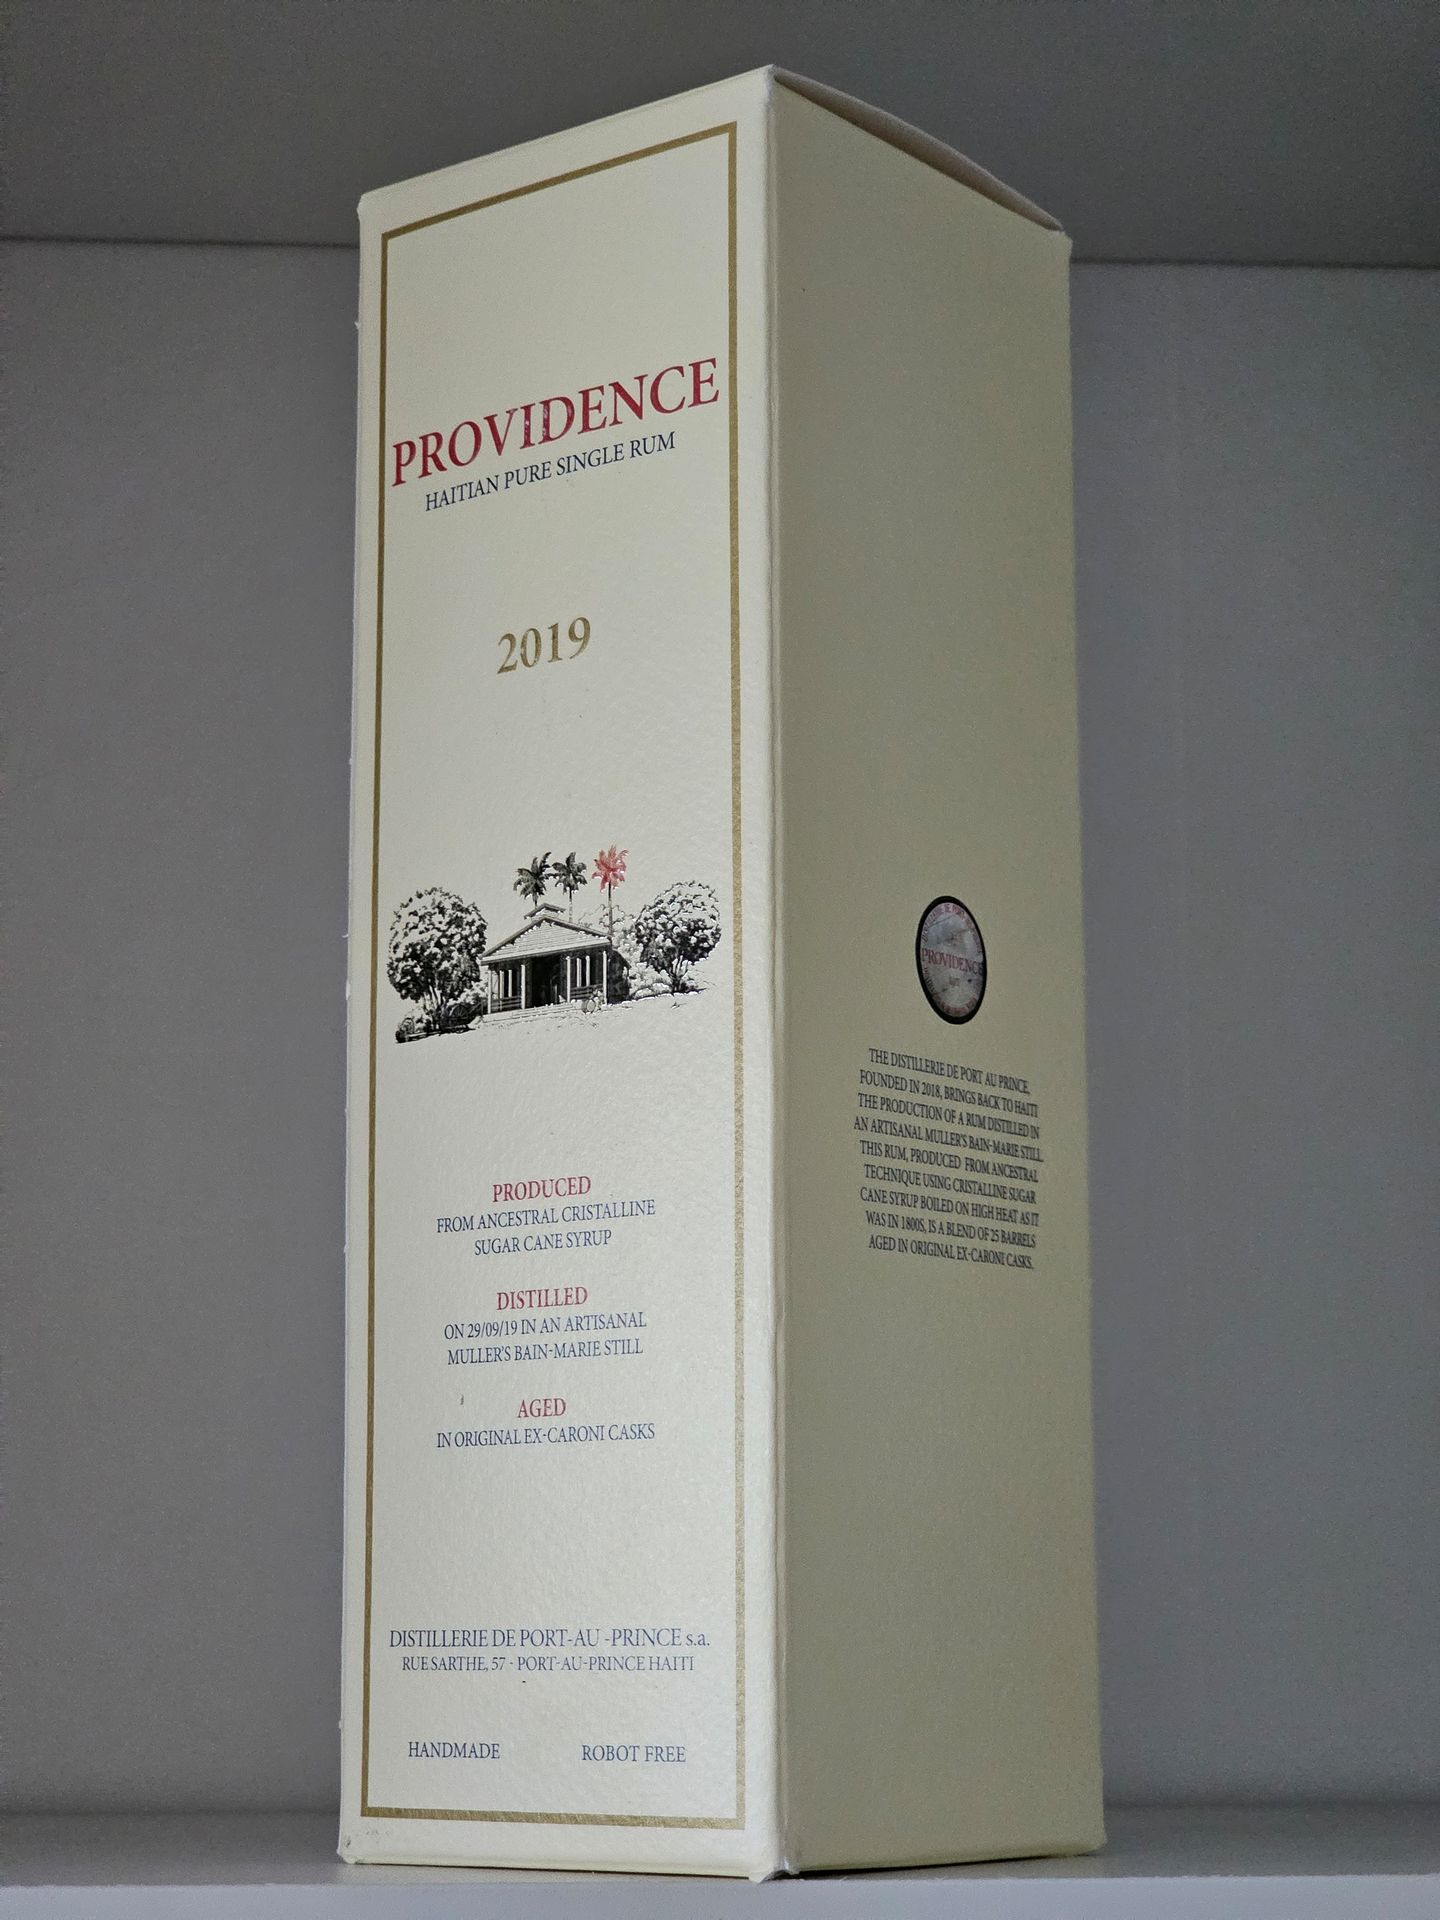 PROVIDENCE
HAITIAN PURE SINGLE RUM
2019
PRODUCED
FROM ANCESTRAL CRISTALLINE
SUGAR CANE SYRUP
DISTILLED
ON 29/09/19 IN AN ARTISANAL
MULLER'S BAIN-MARIE STILL
AGED
IN ORIGINAL EX-CARONI CASKS
DISTILLERIE DE PORT-AU -PRINCE s.a.
RUE SARTHE, 57 - PORT-AU-PRINCE HAITI
HANDMADE ROBOT FREE
PROVIDENCE
THE DISTILLERIE DE PORT AU PRINCE,
FOUNDED IN 2018, BRINGS BACK TO HAITI
THE PRODUCTION OF A RUM DISTILLED IN
AN ARTISANAL MULLER'S BAIN-MARIE STILL.
THIS RUM, PRODUCED FROM ANCESTRAL
TECHNIQUE USING CRISTALLINE SUGAR
CANE SYRUP BOILED ON HIGH HEAT AS IT
WAS IN 1800S, IS A BLEND OF 25 BARRELS
AGED IN ORIGINAL EX-CARONI CASKS.